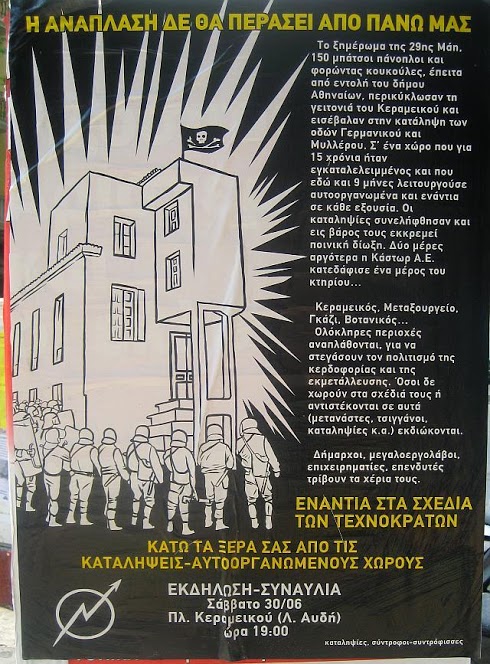 Η ΑΝΑΠΛΑΣΗ ΔΕ ΘΑ ΠΕΡΑΣΕΙ ΑΠΟ ΠΑΝΩ ΜΑΣ
Το ξημέρωμα της 29ης Μάη,
150 μπάτσοι πάνοπλοι και
φορώντας κουκούλες, έπειτα
από εντολή του δήμου
Αθηναίων, περικύκλωσαν τη
γειτονιά του Κεραμεικού και
εισέβαλαν στην κατάληψη των
οδών Γερμανικού και
Μυλλέρου. Σ' ένα χώρο που για
15 χρόνια ήταν
εγκαταλελειμμένος και που
εδώ και 9 μήνες λειτουργούσε
αυτοοργανωμένα και ενάντια
σε κάθε εξουσία. Οι
καταληψίες συνελήφθησαν και
εις βάρος τους εκκρεμεί
ποινική δίωξη. Δύο μέρες
αργότερα η Κάστωρ Α.Ε.
κατεδάφισε ένα μέρος του
κτηρίου...
Κεραμεικός, Μεταξουργείο,
Γκάζι, Βοτανικός...
Ολόκληρες περιοχές
αναπλάθονται, για να
στεγάσουν τον πολιτισμό της
κερδοφορίας και της
εκμετάλλευσης. Όσοι δε
χωρούν στα σχέδιά τους ή
αντιστέκονται σε αυτά
(μετανάστες, τσιγγάνοι,
καταληψίες κ.α.) εκδιώκονται.
Δήμαρχοι, μεγαλοεργολάβοι,
επιχειρηματίες, επενδυτές
τρίβουν τα χέρια τους.
ΕΝΑΝΤΙΑ ΣΤΑ ΣΧΕΔΙΑ
ΤΩΝ ΤΕΧΝΟΚΡΑΤΩΝ
ΚΑΤΩ ΤΑ ΞΕΡΑ ΣΑΣ ΑΠΟ ΤΙΣ
ΚΑΤΑΛΗΨΕΙΣ-ΑΥΤΟΟΡΓΑΝΩΜΕΝΟΥΣ ΧΩΡΟΥΣ
ΕΚΔΗΛΩΣΗ-ΣΥΝΑΥΛΙΑ
Σάββατο 30/06
Πλ. Κεραμεικού (Λ. Αυδή)
ώρα 19:00
καταληψίες, σύντροφοι-συντρόφισσες